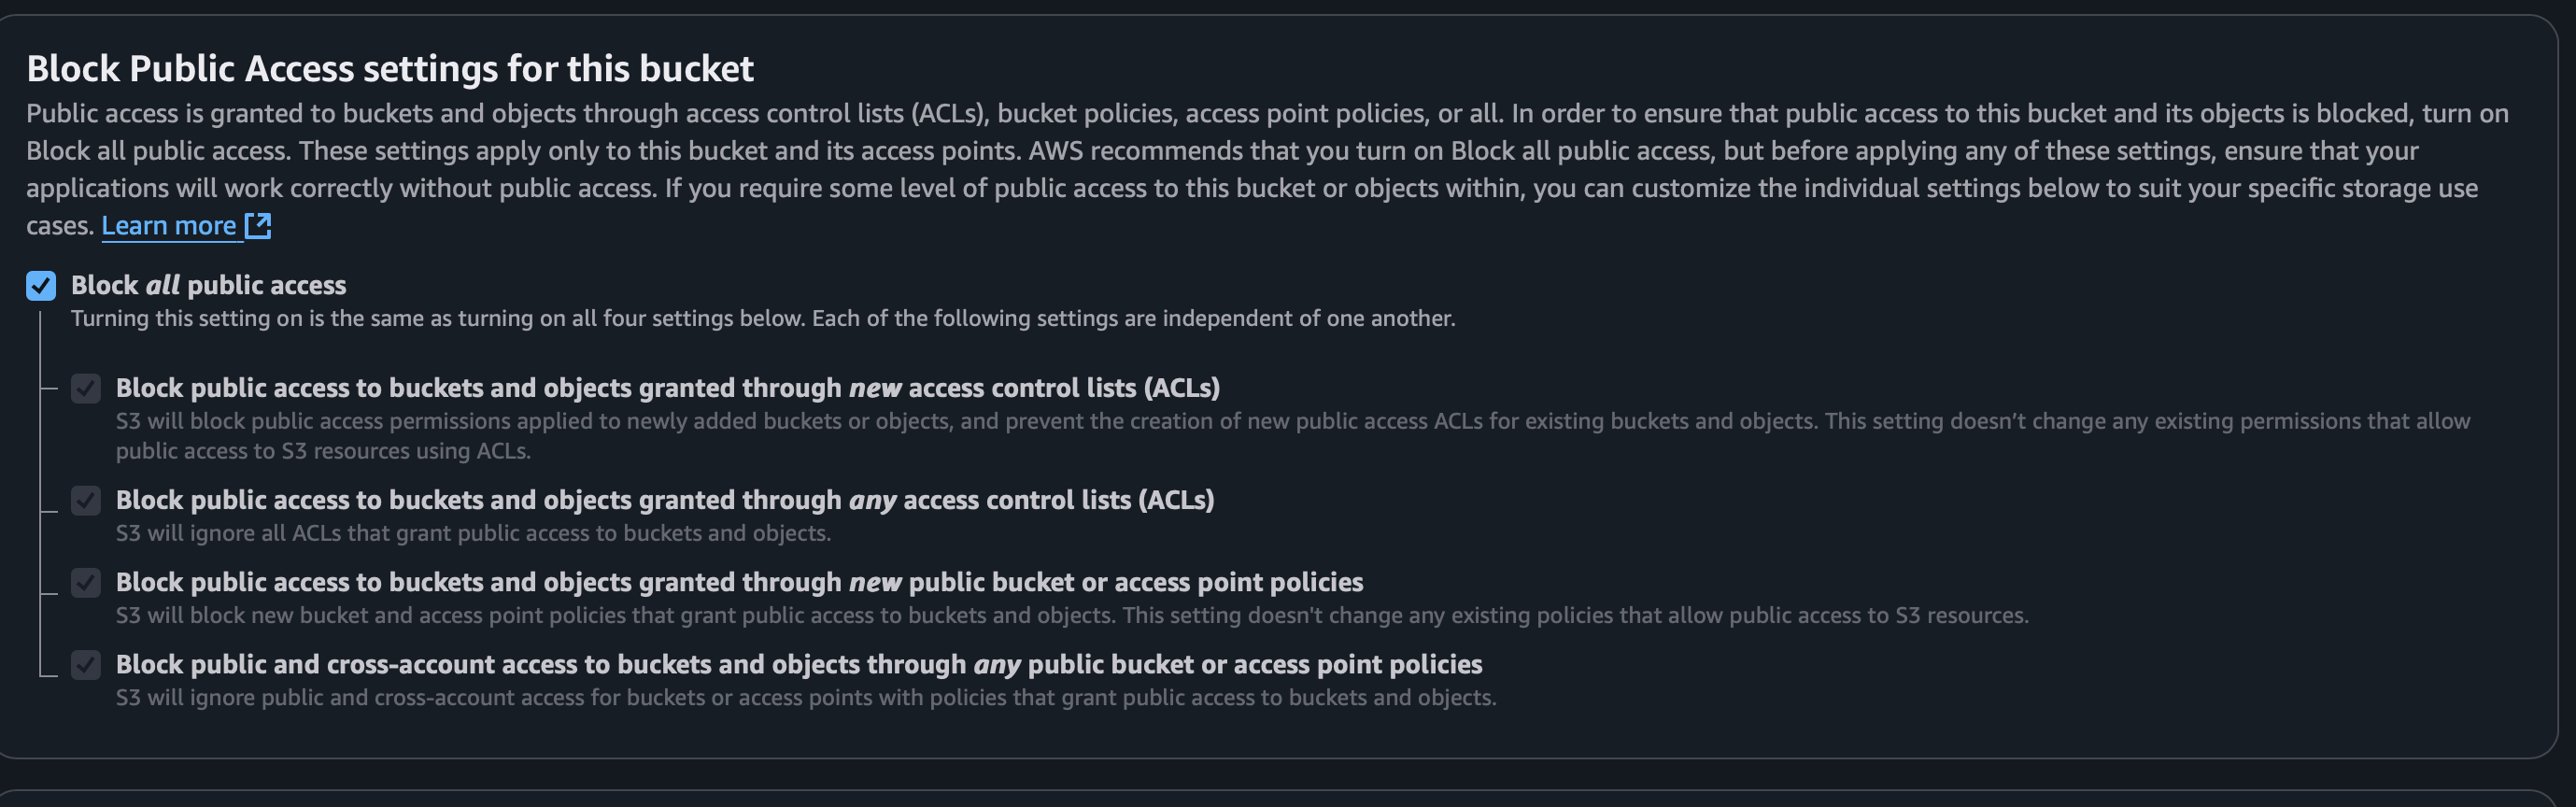 Block Public Access settings for this bucket
Public access is granted to buckets and objects through access control lists (ACLs), bucket policies, access point policies, or all. In order to ensure that public access to this bucket and its objects is blocked, turn on
Block all public access. These settings apply only to this bucket and its access points. AWS recommends that you turn on Block all public access, but before applying any of these settings, ensure that your
applications will work correctly without public access. If you require some level of public access to this bucket or objects within, you can customize the individual settings below to suit your specific storage use
cases. Learn more
Block all public access
Turning this setting on is the same as turning on all four settings below. Each of the following settings are independent of one another.
Block public access to buckets and objects granted through new access control lists (ACLs)
S3 will block public access permissions applied to newly added buckets or objects, and prevent the creation of new public access ACLs for existing buckets and objects. This setting doesn’t change any existing permissions that allow
public access to S3 resources using ACLs.
Block public access to buckets and objects granted through any access control lists (ACLs)
S3 will ignore all ACLs that grant public access to buckets and objects.
Block public access to buckets and objects granted through new public bucket or access point policies
S3 will block new bucket and access point policies that grant public access to buckets and objects. This setting doesn't change any existing policies that allow public access to S3 resources.
Block public and cross-account access to buckets and objects through any public bucket or access point policies
S3 will ignore public and cross-account access for buckets or access points with policies that grant public access to buckets and objects.